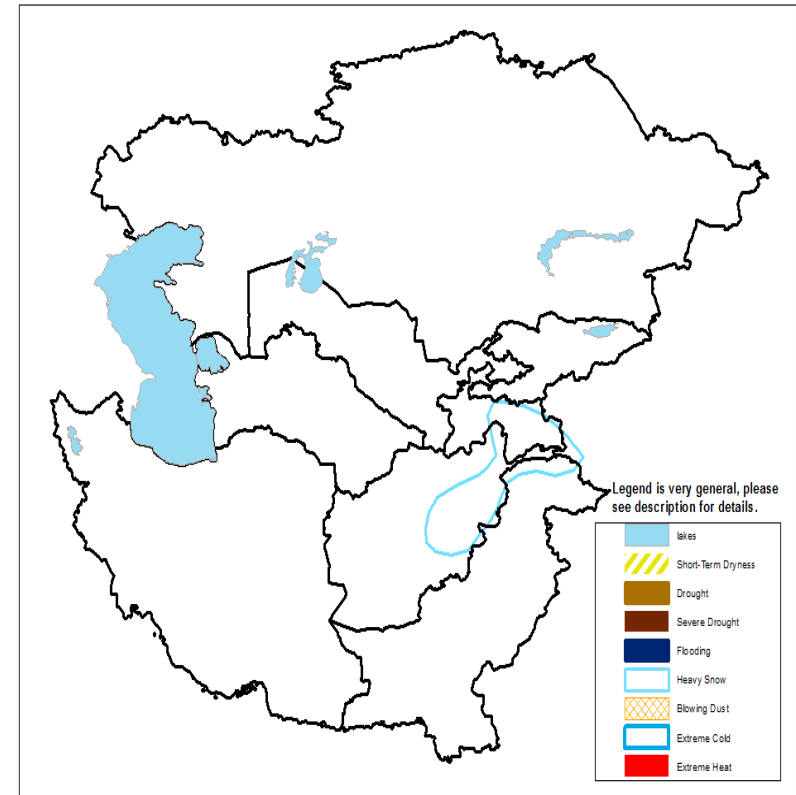 Legend is very general, please
see description for details.
lakes
Short-Term Dryness
Drought
Severe Drought
Flooding
Heavy Snow
Blowing Dust
Extreme Cold
Extreme Heat